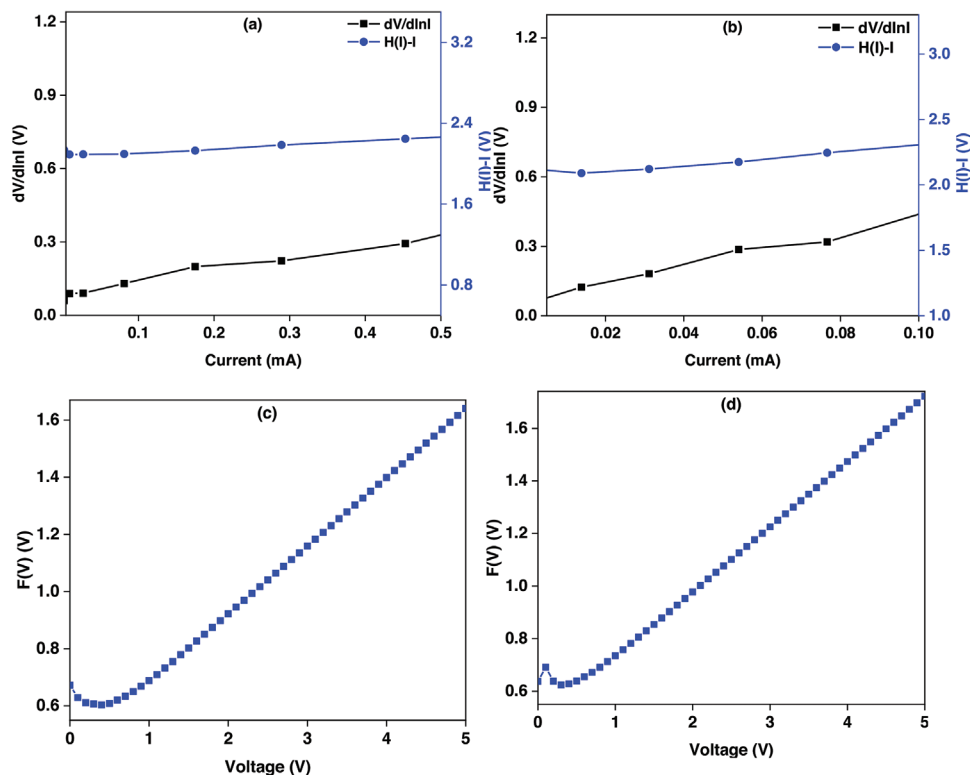 (a)
dV/dlnI
H(I)-I
1.2
0.9
0.6
0.3
0.0
dV/dlnI (V)
3.2
2.4
1.6
0.8
H(I)-I (V)
0.1
0.2
0.3
0.4
0.5
Current (mA)
(b)
dV/dlnI
H(I)-I
1.2
0.9
0.6
0.3
0.0
dV/dlnI (V)
3.0
2.5
2.0
1.5
1.0
H(I)-I (V)
0.02
0.04
0.06
0.08
0.10
Current (mA)
(c)
1.6
1.4
1.2
1.0
0.8
0.6
F(V) (V)
0
1
2
3
4
5
Voltage (V)
(d)
1.6
1.4
1.2
1.0
0.8
0.6
F(V) (V)
0
1
2
3
4
5
Voltage (V)